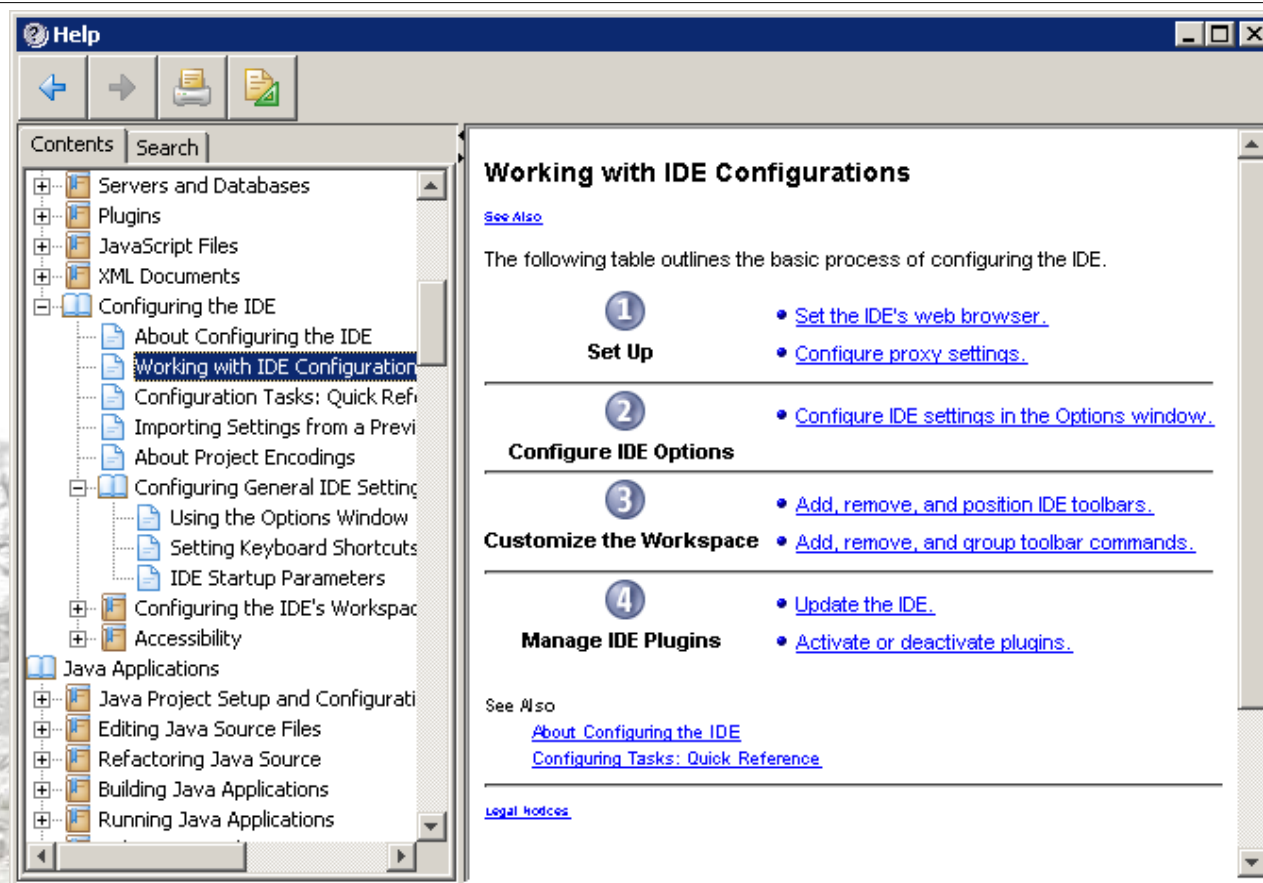 Help
Contents
Search
Servers and Databases
Plugins
JavaScript Files
XML Documents
Configuring the IDE
About Configuring the IDE
Working with IDE Configuration
Configuration Tasks: Quick Refe
Importing Settings from a Previ
About Project Encodings
Configuring General IDE Setting
Using the Options Window
Setting Keyboard Shortcuts
IDE Startup Parameters
Configuring the IDE's Workspac
Accessibility
Java Applications
Java Project Setup and Configurati
Editing Java Source Files
Refactoring Java Source
Building Java Applications
Running Java Applications
Working with IDE Configurations
See Also
The following table outlines the basic process of configuring the IDE.
1
Set Up
• Set the IDE's web browser.
• Configure proxy settings.
2
Configure IDE Options
• Configure IDE settings in the Options window.
3
Customize the Workspace
• Add, remove, and position IDE toolbars.
• Add, remove, and group toolbar commands.
4
Manage IDE Plugins
• Update the IDE.
• Activate or deactivate plugins.
See Also
About Configuring the IDE
Configuring Tasks: Quick Reference
Legal Notices